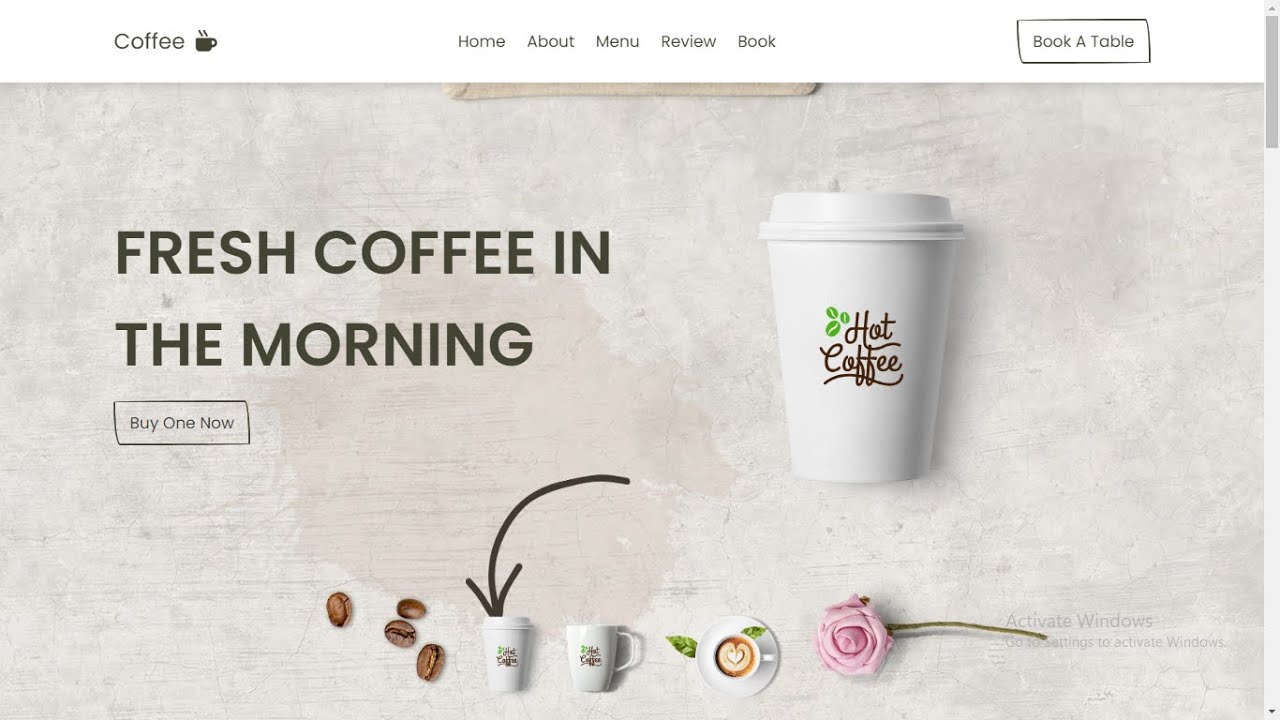 Coffee
Home About Menu Review Book
Book A Table
FRESH COFFEE IN
THE MORNING
Buy One Now
Hot
Coffee
Hot
Coffee
Hot
Coffee
Activate Windows
Go to Settings to activate Windows.